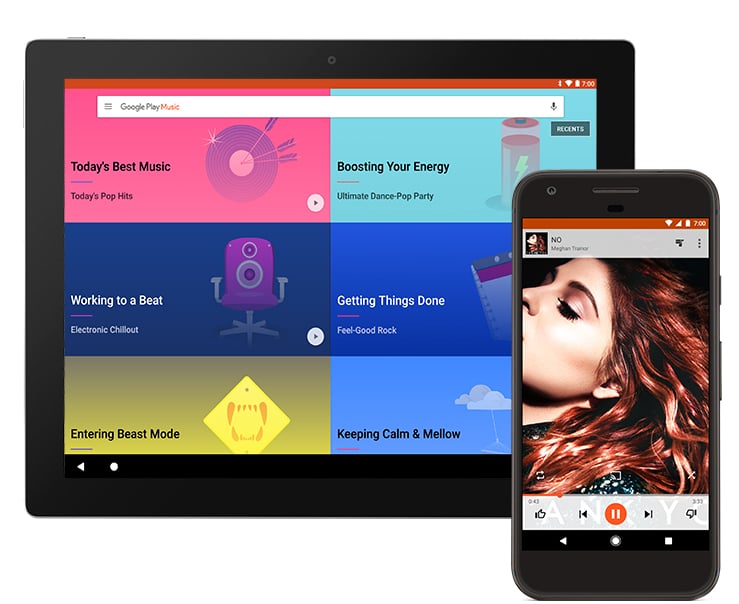 7:00
Google Play Music
RECENTS
Today's Best Music
Today's Pop Hits
Boosting Your Energy
Ultimate Dance-Pop Party
Working to a Beat
Electronic Chillout
Getting Things Done
Feel-Good Rock
Entering Beast Mode
Keeping Calm & Mellow
7:00
NO
Meghan Trainor
0:43
3:33
ANK YO